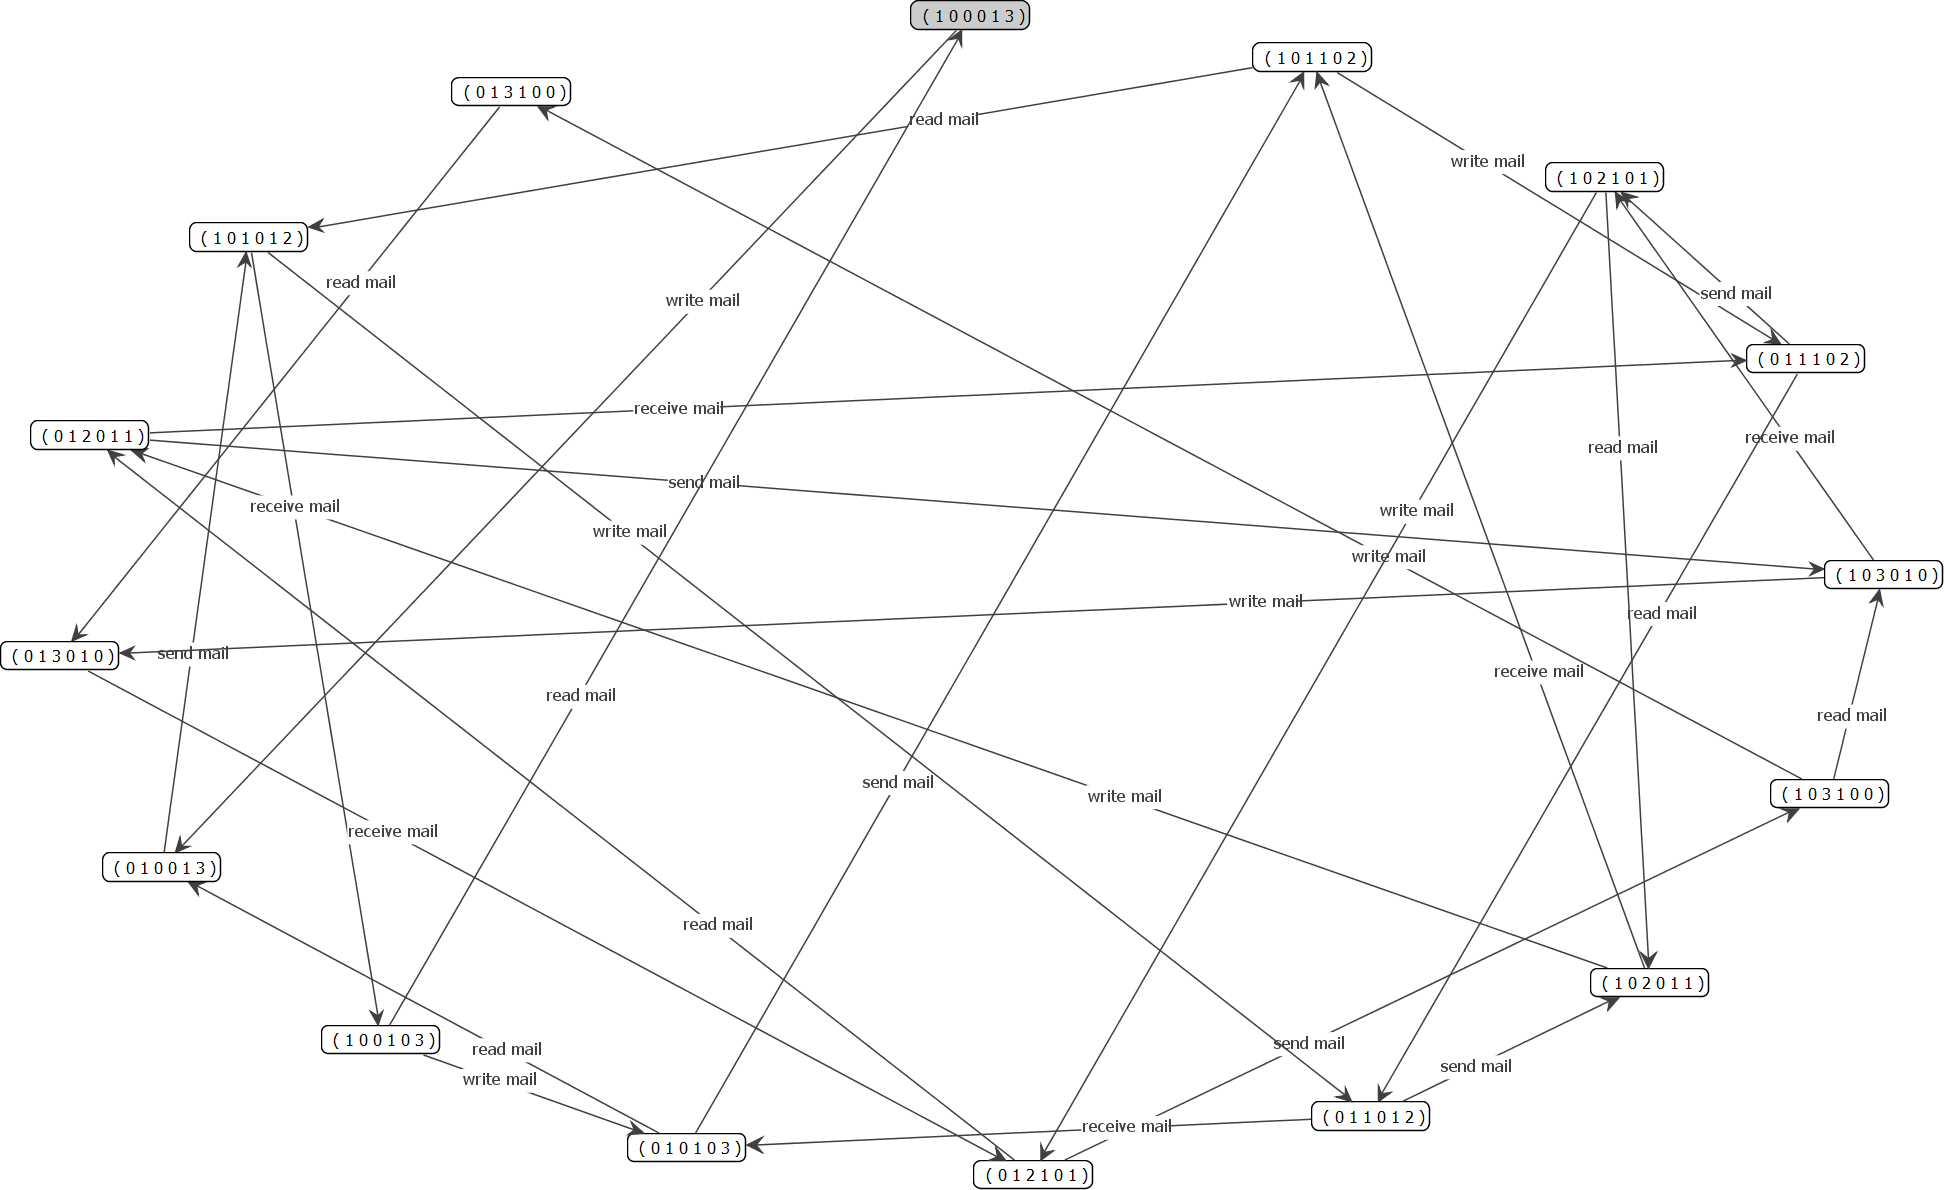 ( 1 0 0 0 1 3 )
( 1 0 1 1 0 2 )
( 0 1 3 1 0 0 )
read mail
write mail
( 1 0 2 1 0 1 )
( 1 0 1 0 1 2 )
read mail
write mail
send mail
( 0 1 1 1 0 2 )
receive mail
( 0 1 2 0 1 1 )
receive mail
read mail
send mail
receive mail
write mail
write mail
write mail
( 1 0 3 0 1 0 )
write mail
read mail
( 0 1 3 0 1 0 )
send mail
receive mail
read mail
read mail
send mail
write mail
( 1 0 3 1 0 0 )
receive mail
( 0 1 0 0 1 3 )
read mail
( 1 0 2 0 1 1 )
( 1 0 0 1 0 3 )
read mail
send mail
send mail
write mail
( 0 1 1 0 1 2 )
receive mail
( 0 1 0 1 0 3 )
( 0 1 2 1 0 1 )